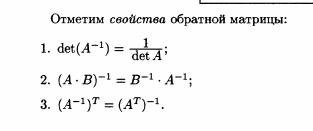 Отметим свойства обратной матрицы:
1. det(A⁻¹) = 1/det A;
2. (A · B)⁻¹ = B⁻¹ · A⁻¹;
3. (A⁻¹)ᵀ = (Aᵀ)⁻¹.